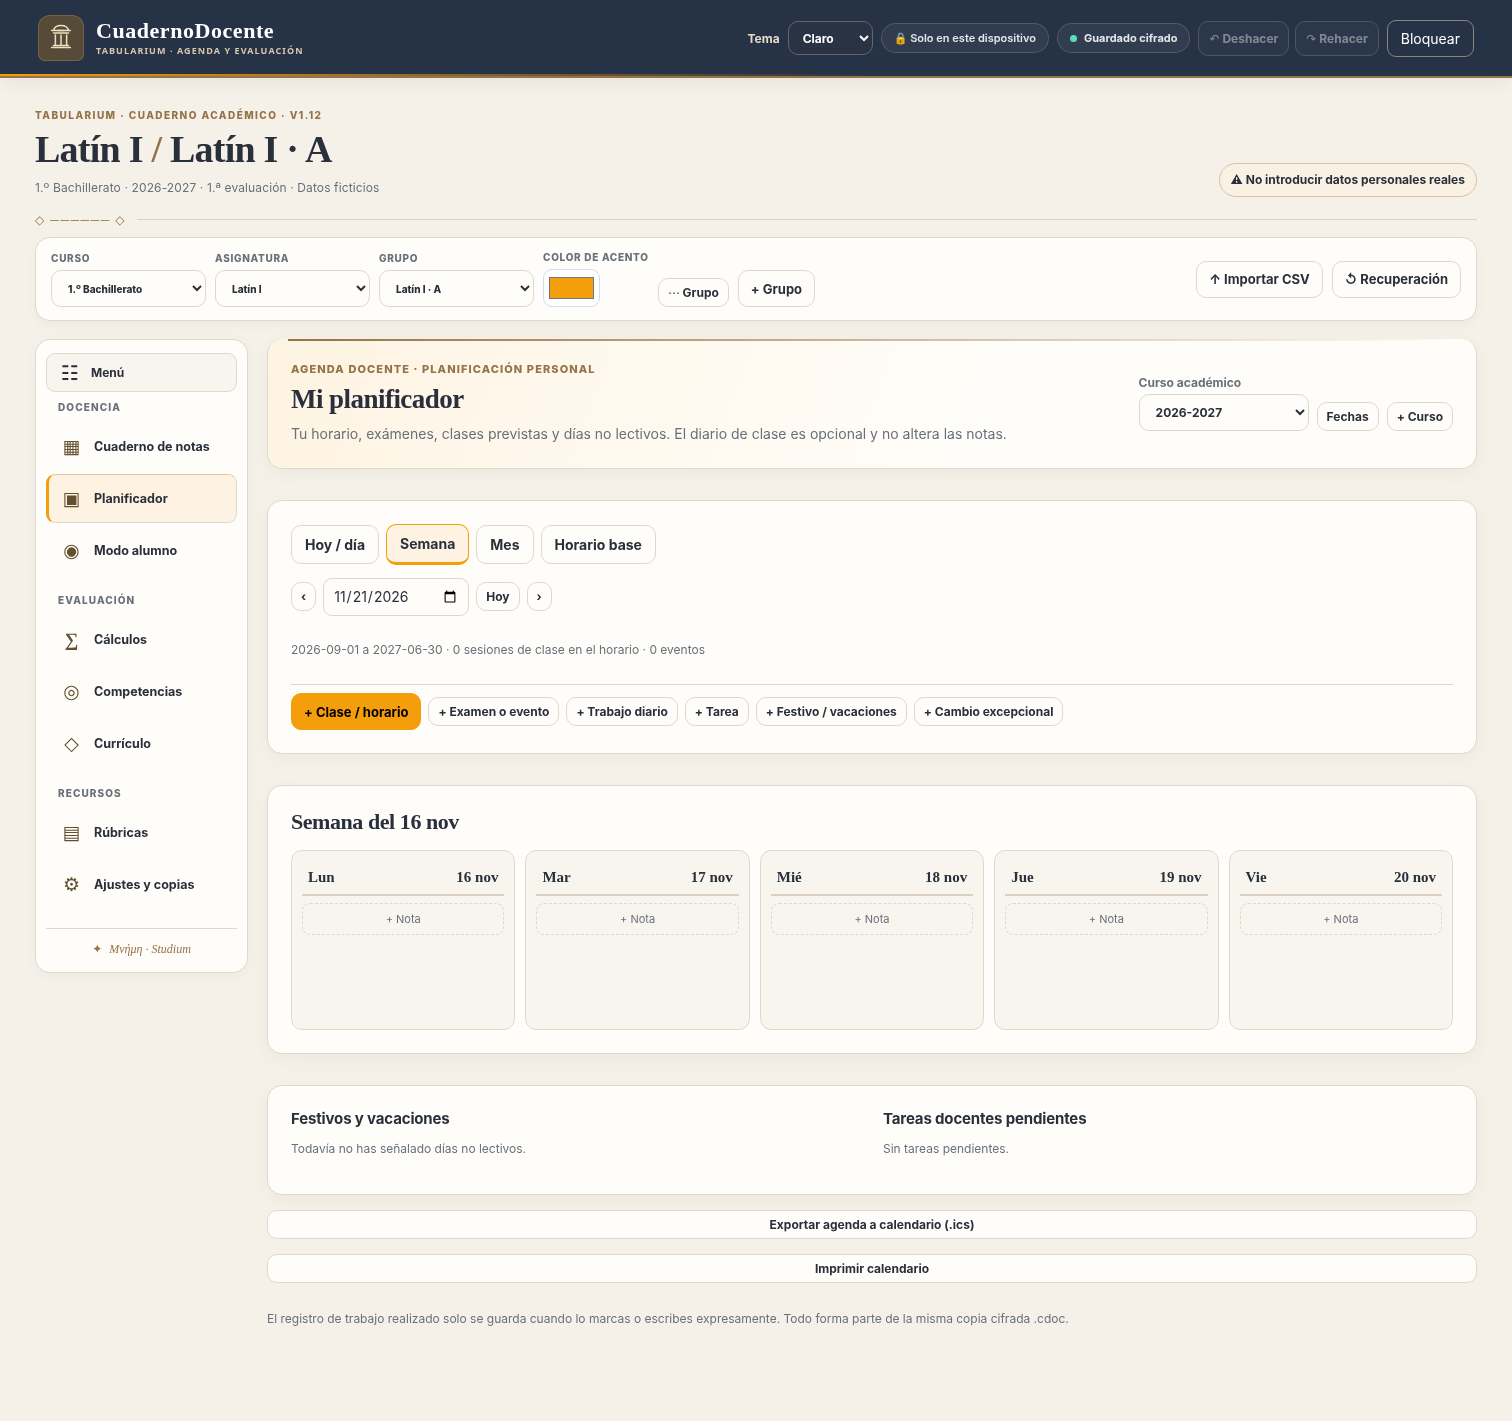 CuadernoDocente
TABULARIUM · AGENDA Y EVALUACIÓN
Tema
Claro
🔒 Solo en este dispositivo
Guardado cifrado
↶ Deshacer
↷ Rehacer
Bloquear
TABULARIUM · CUADERNO ACADÉMICO · V1.12
Latín I / Latín I · A
1.º Bachillerato · 2026-2027 · 1.ª evaluación · Datos ficticios
⚠ No introducir datos personales reales
CURSO
ASIGNATURA
GRUPO
COLOR DE ACENTO
1.º Bachillerato
Latín I
Latín I · A
··· Grupo
+ Grupo
↑ Importar CSV
↺ Recuperación
☷ Menú
DOCENCIA
Cuaderno de notas
Planificador
Modo alumno
EVALUACIÓN
∑ Cálculos
Competencias
Currículo
RECURSOS
Rúbricas
Ajustes y copias
✦ Μνήμη · Studium
AGENDA DOCENTE · PLANIFICACIÓN PERSONAL
Mi planificador
Tu horario, exámenes, clases previstas y días no lectivos. El diario de clase es opcional y no altera las notas.
Curso académico
2026-2027
Fechas
+ Curso
Hoy / día
Semana
Mes
Horario base
‹
11/21/2026
Hoy
›
2026-09-01 a 2027-06-30 · 0 sesiones de clase en el horario · 0 eventos
+ Clase / horario
+ Examen o evento
+ Trabajo diario
+ Tarea
+ Festivo / vacaciones
+ Cambio excepcional
Semana del 16 nov
Lun 16 nov
+ Nota
Mar 17 nov
+ Nota
Mié 18 nov
+ Nota
Jue 19 nov
+ Nota
Vie 20 nov
+ Nota
Festivos y vacaciones
Todavía no has señalado días no lectivos.
Tareas docentes pendientes
Sin tareas pendientes.
Exportar agenda a calendario (.ics)
Imprimir calendario
El registro de trabajo realizado solo se guarda cuando lo marcas o escribes expresamente. Todo forma parte de la misma copia cifrada .cdoc.